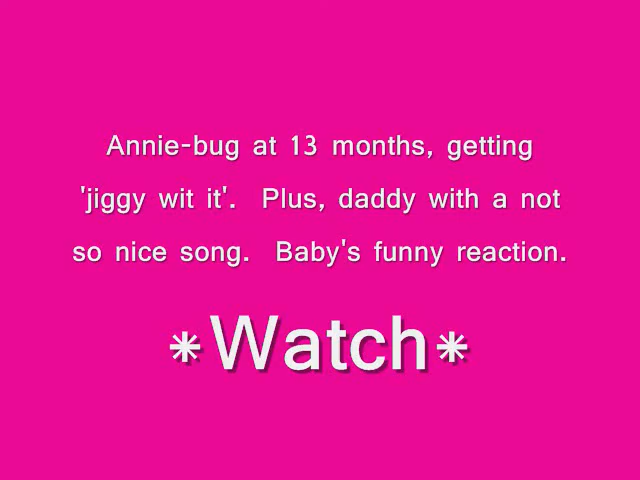 Annie-bug at 13 months, getting
'jiggy wit it'.  Plus, daddy with a not
so nice song.  Baby's funny reaction.
*Watch*